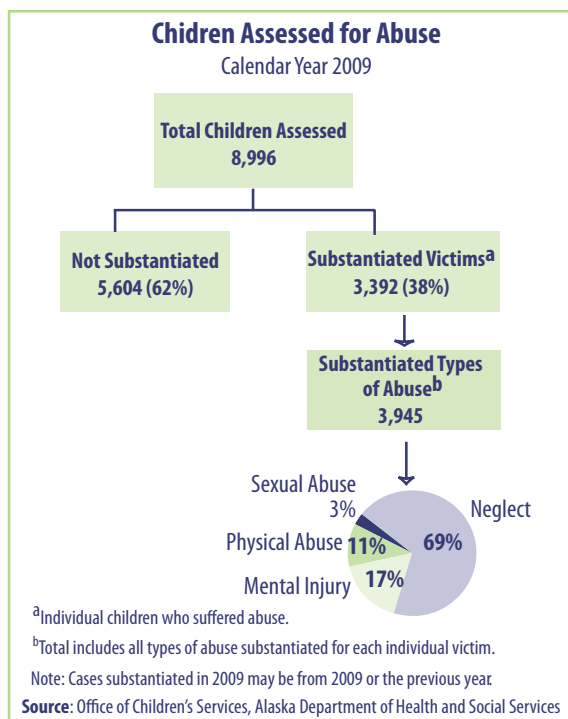 Chidren Assessed for Abuse
Calendar Year 2009
Total Children Assessed
8,996
Not Substantiated
5,604 (62%)
Substantiated Victimsa
3,392 (38%)
Substantiated Types
of Abuseb
3,945
Sexual Abuse
3%
Neglect
69%
Physical Abuse
11%
Mental Injury
17%
aIndividual children who suffered abuse.
bTotal includes all types of abuse substantiated for each individual victim.
Note: Cases substantiated in 2009 may be from 2009 or the previous year.
Source: Office of Children's Services, Alaska Department of Health and Social Services